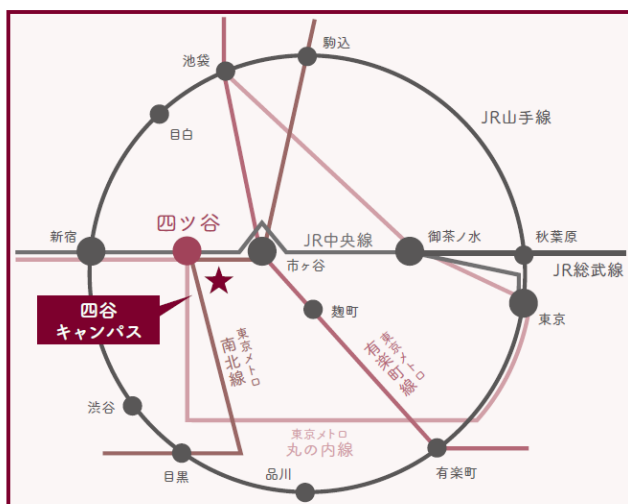 駒込
池袋
JR山手線
目白
四ツ谷
新宿
JR中央線
御茶ノ水
秋葉原
市ヶ谷
JR総武線
四谷
キャンパス
麹町
東京
東京メトロ
南北線
東京メトロ
有楽町線
渋谷
東京メトロ
丸の内線
目黒
品川
有楽町